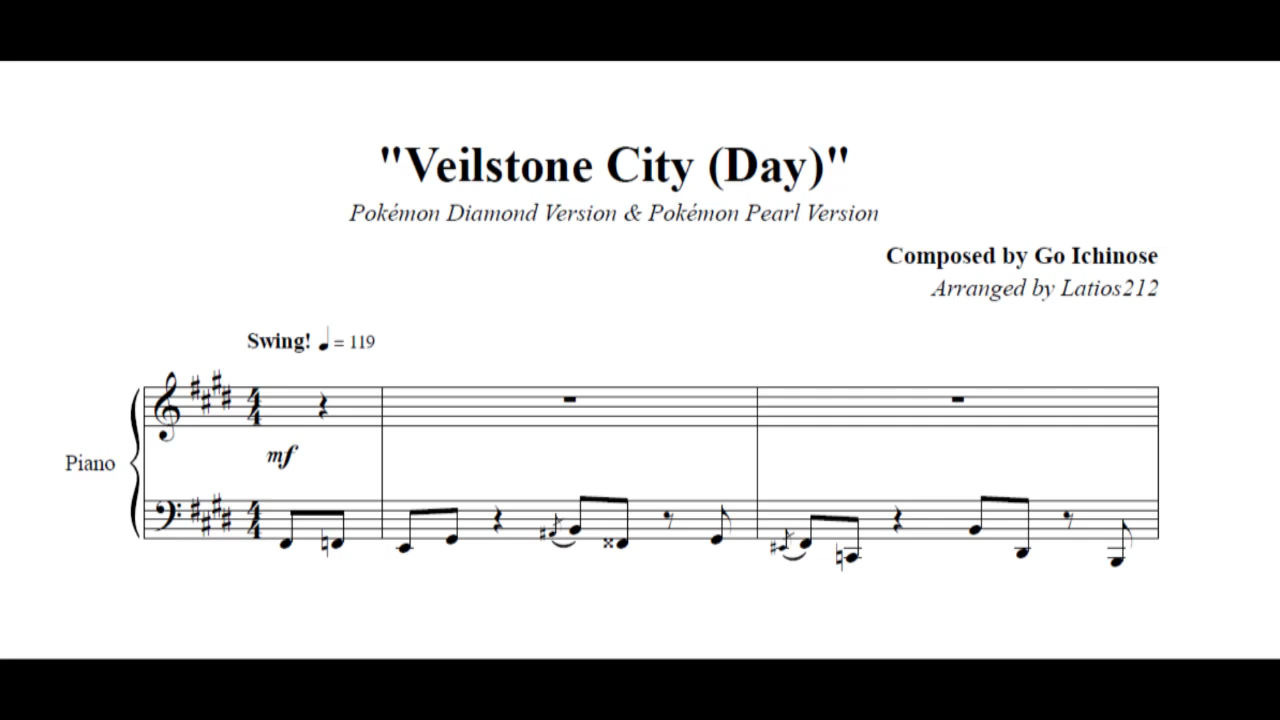 "Veilstone City (Day)"
Pokémon Diamond Version & Pokémon Pearl Version
Composed by Go Ichinose
Arranged by Latios212
Swing! ♩ = 119
mf
Piano